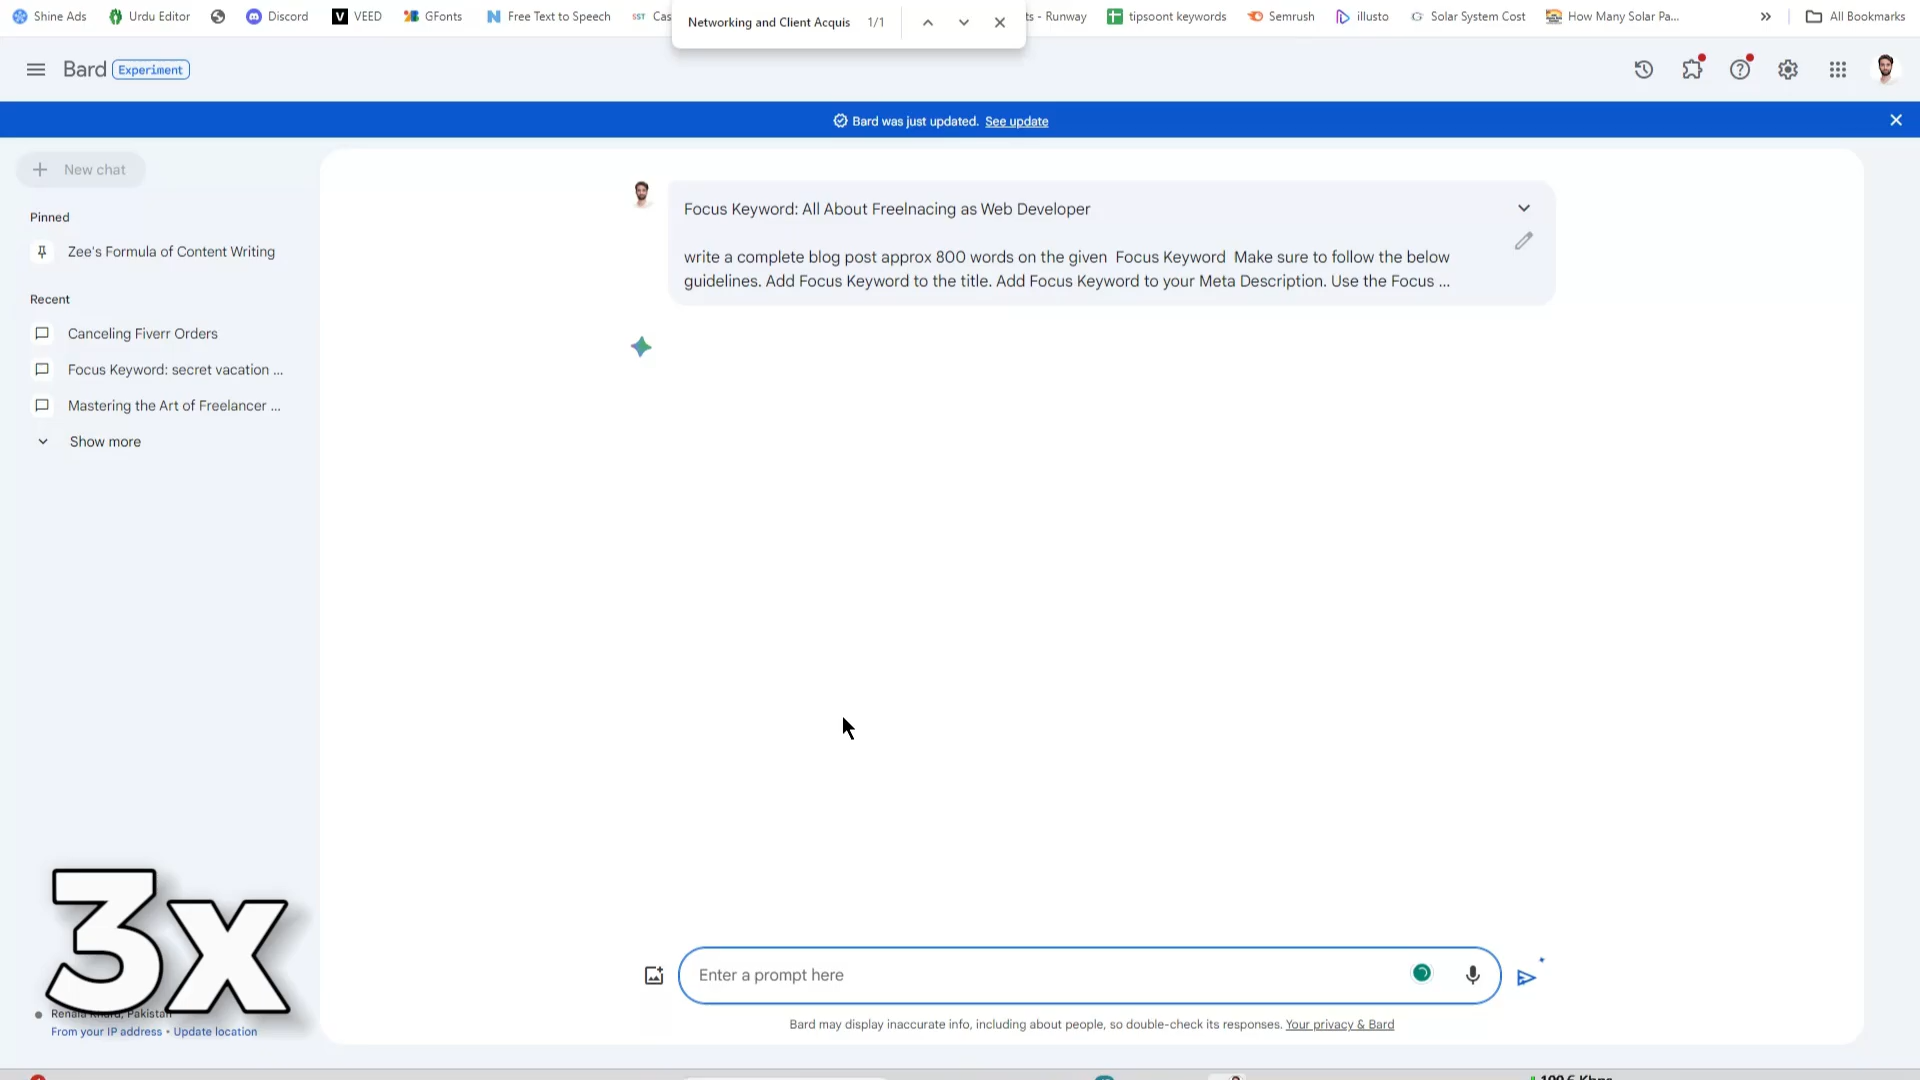 Shine Ads
Urdu Editor
Discord
VEED
GFonts
Free Text to Speech
SST
Cas
Networking and Client Acquis 1/1
ts - Runway
tipsoont keywords
Semrush
illusto
Solar System Cost
How Many Solar Pa...
All Bookmarks
Bard Experiment
Bard was just updated. See update
New chat
Pinned
Zee's Formula of Content Writing
Recent
Canceling Fiverr Orders
Focus Keyword: secret vacation ...
Mastering the Art of Freelancer ...
Show more
Focus Keyword: All About Freelnacing as Web Developer
write a complete blog post approx 800 words on the given Focus Keyword Make sure to follow the below
guidelines. Add Focus Keyword to the title. Add Focus Keyword to your Meta Description. Use the Focus ...
3x
Pakistan
From your IP address • Update location
Enter a prompt here
Bard may display inaccurate info, including about people, so double-check its responses. Your privacy & Bard